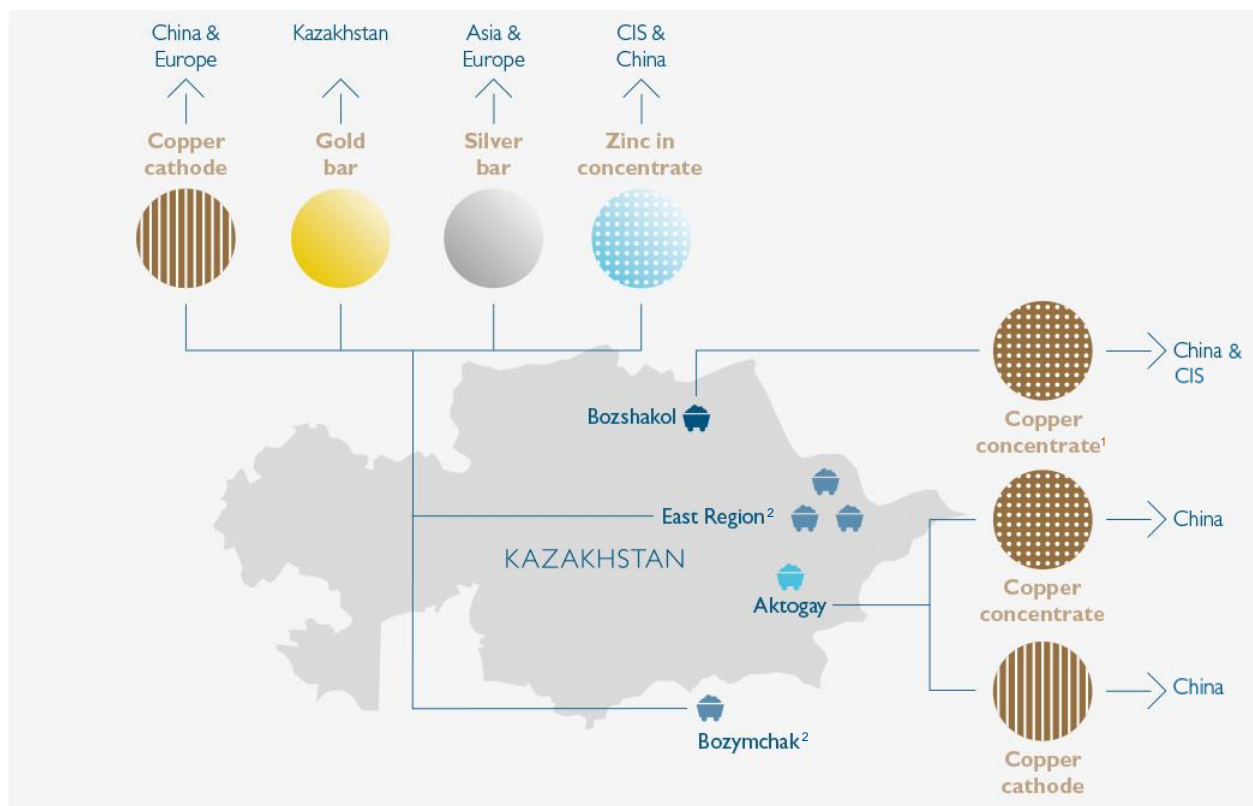 China &
Europe
Kazakhstan
Asia &
Europe
CIS &
China
Copper
cathode
Gold
bar
Silver
bar
Zinc in
concentrate
China &
CIS
Bozshakol
Copper
concentrate¹
East Region²
China
KAZAKHSTAN
Aktogay
Copper
concentrate
China
Bozymchak²
Copper
cathode